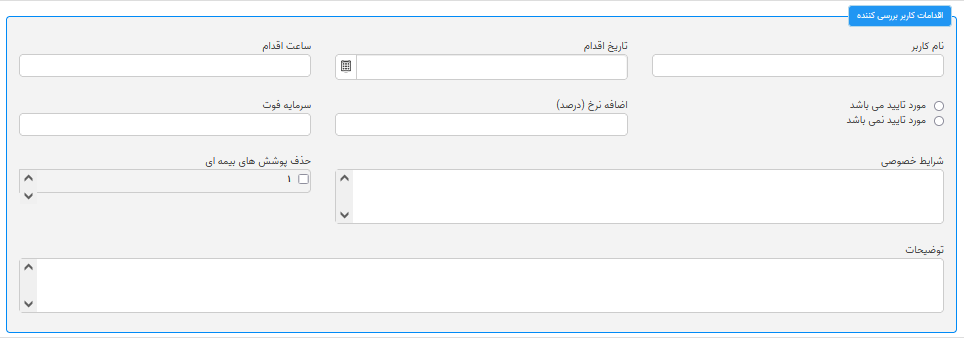 اقدامات کاربر بررسی کننده
نام کاربر
تاریخ اقدام
ساعت اقدام
مورد تایید می باشد
مورد تایید نمی باشد
اضافه نرخ (درصد)
سرمایه فوت
شرایط خصوصی
حذف پوشش های بیمه ای
۱
توضیحات